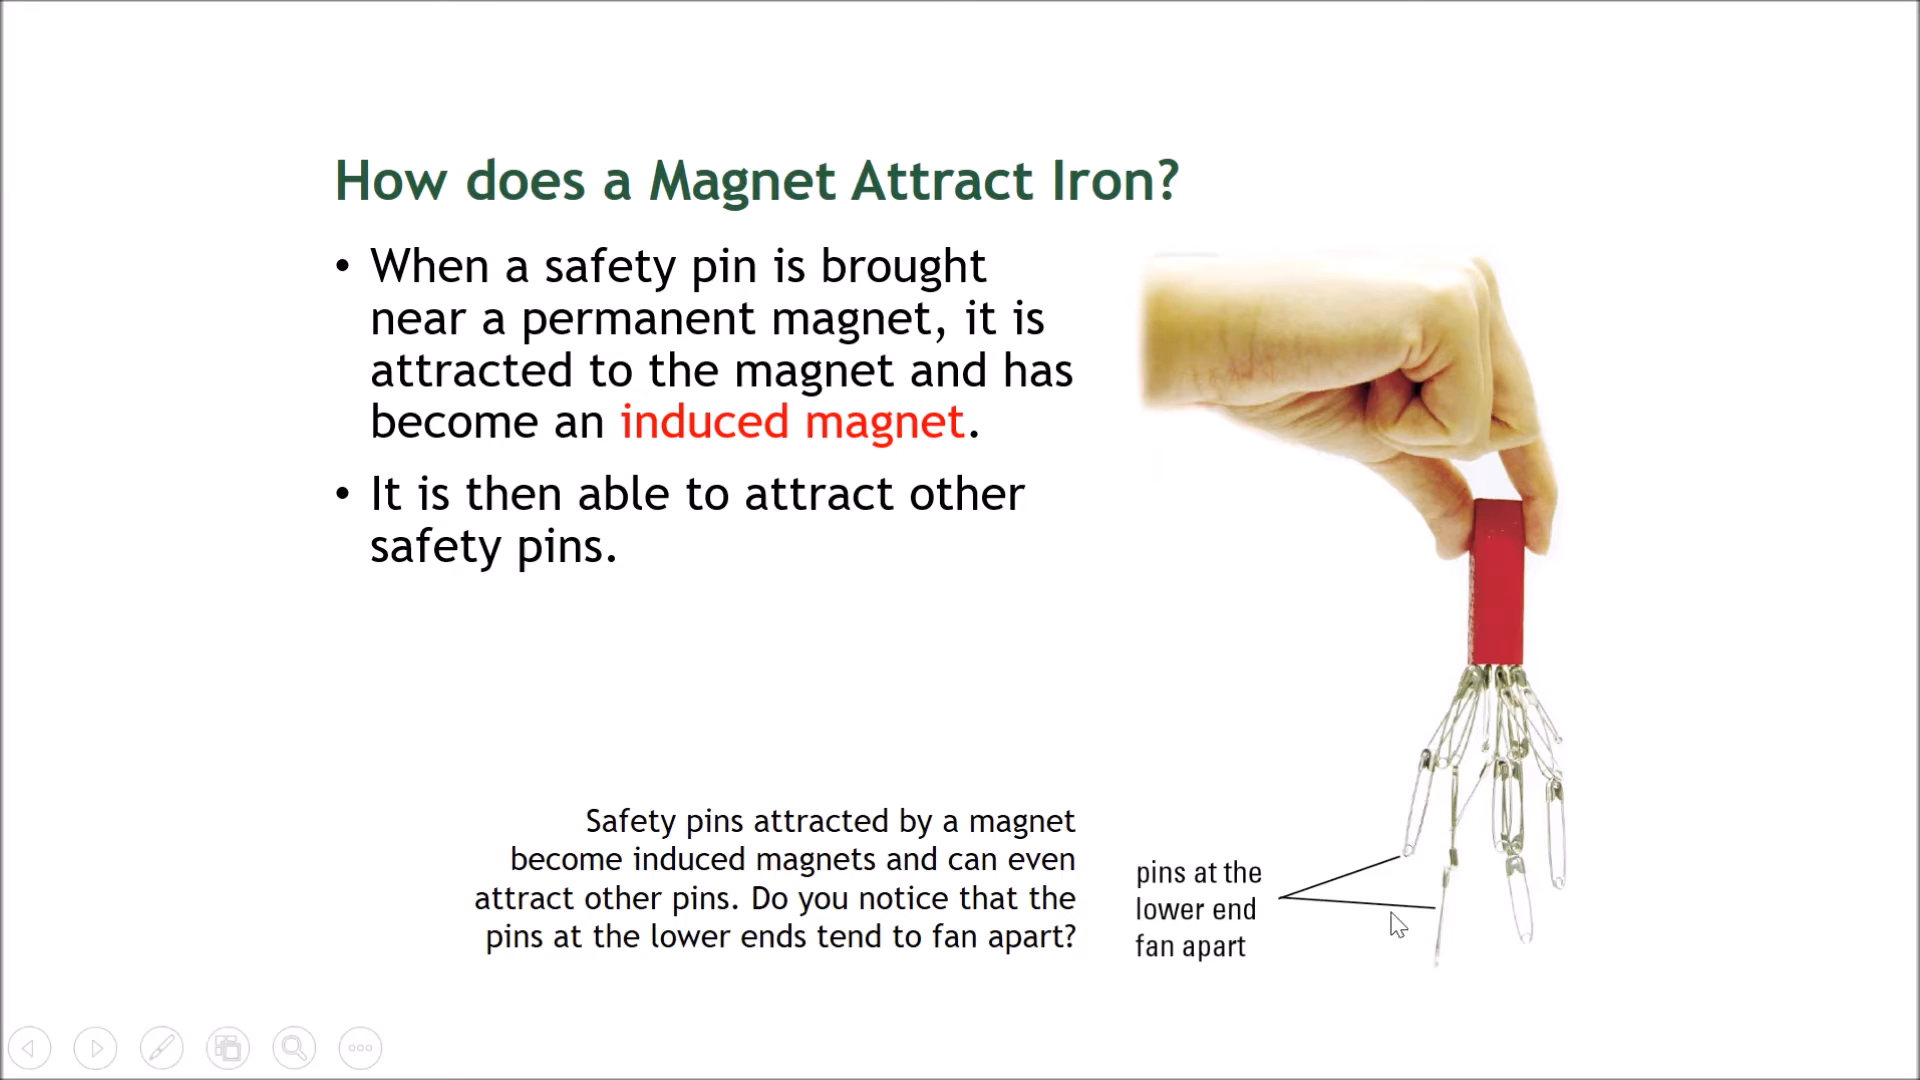 How does a Magnet Attract Iron?
• When a safety pin is brought
near a permanent magnet, it is
attracted to the magnet and has
become an induced magnet.
• It is then able to attract other
safety pins.
Safety pins attracted by a magnet
become induced magnets and can even
attract other pins. Do you notice that the
pins at the lower ends tend to fan apart?
pins at the
lower end
fan apart